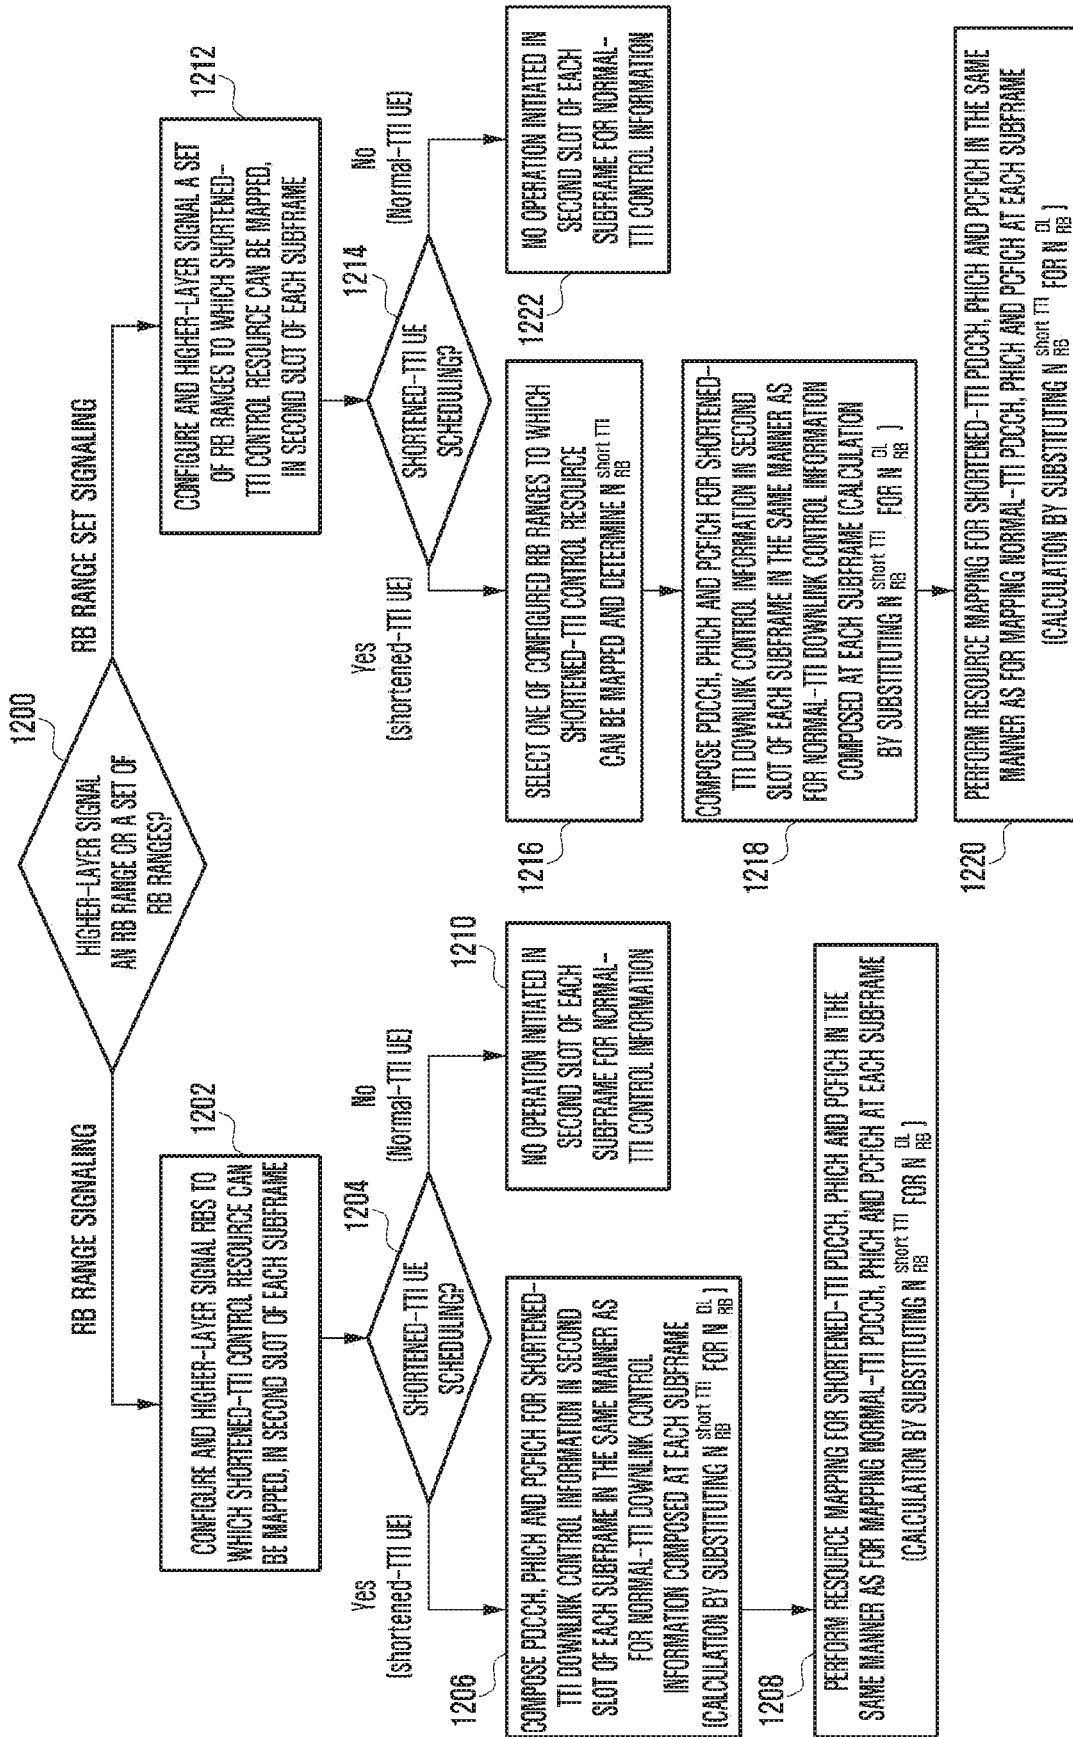 1200
HIGHER-LAYER SIGNAL
AN RB RANGE OR A SET OF
RB RANGES?
RB RANGE SIGNALING
RB RANGE SET SIGNALING
1202
CONFIGURE AND HIGHER-LAYER SIGNAL RBS TO
WHICH SHORTENED-TTI CONTROL RESOURCE CAN
BE MAPPED, IN SECOND SLOT OF EACH SUBFRAME
1204
SHORTENED-TTI UE
SCHEDULING?
Yes
(shortened-TTI UE)
No
(Normal-TTI UE)
1206
COMPOSE PDCCH, PHICH AND PCFICH FOR SHORTENED-
TTI DOWNLINK CONTROL INFORMATION IN SECOND
SLOT OF EACH SUBFRAME IN THE SAME MANNER AS
FOR NORMAL-TTI DOWNLINK CONTROL
INFORMATION COMPOSED AT EACH SUBFRAME
(CALCULATION BY SUBSTITUTING N RB short TTI FOR N RB DL )
1210
NO OPERATION INITIATED IN
SECOND SLOT OF EACH
SUBFRAME FOR NORMAL-
TTI CONTROL INFORMATION
1208
PERFORM RESOURCE MAPPING FOR SHORTENED-TTI PDCCH, PHICH AND PCFICH IN THE
SAME MANNER AS FOR MAPPING NORMAL-TTI PDCCH, PHICH AND PCFICH AT EACH SUBFRAME
(CALCULATION BY SUBSTITUTING N RB short TTI FOR N RB DL )
1212
CONFIGURE AND HIGHER-LAYER SIGNAL A SET
OF RB RANGES TO WHICH SHORTENED-
TTI CONTROL RESOURCE CAN BE MAPPED,
IN SECOND SLOT OF EACH SUBFRAME
1214
SHORTENED-TTI UE
SCHEDULING?
Yes
(shortened-TTI UE)
No
(Normal-TTI UE)
1216
SELECT ONE OF CONFIGURED RB RANGES TO WHICH
SHORTENED-TTI CONTROL RESOURCE
CAN BE MAPPED AND DETERMINE N RB short TTI
1222
NO OPERATION INITIATED IN
SECOND SLOT OF EACH
SUBFRAME FOR NORMAL-
TTI CONTROL INFORMATION
1218
COMPOSE PDCCH, PHICH AND PCFICH FOR SHORTENED-
TTI DOWNLINK CONTROL INFORMATION IN SECOND
SLOT OF EACH SUBFRAME IN THE SAME MANNER AS
FOR NORMAL-TTI DOWNLINK CONTROL INFORMATION
COMPOSED AT EACH SUBFRAME (CALCULATION
BY SUBSTITUTING N RB short TTI FOR N RB DL )
1220
PERFORM RESOURCE MAPPING FOR SHORTENED-TTI PDCCH, PHICH AND PCFICH IN THE SAME
MANNER AS FOR MAPPING NORMAL-TTI PDCCH, PHICH AND PCFICH AT EACH SUBFRAME
(CALCULATION BY SUBSTITUTING N RB short TTI FOR N RB DL )